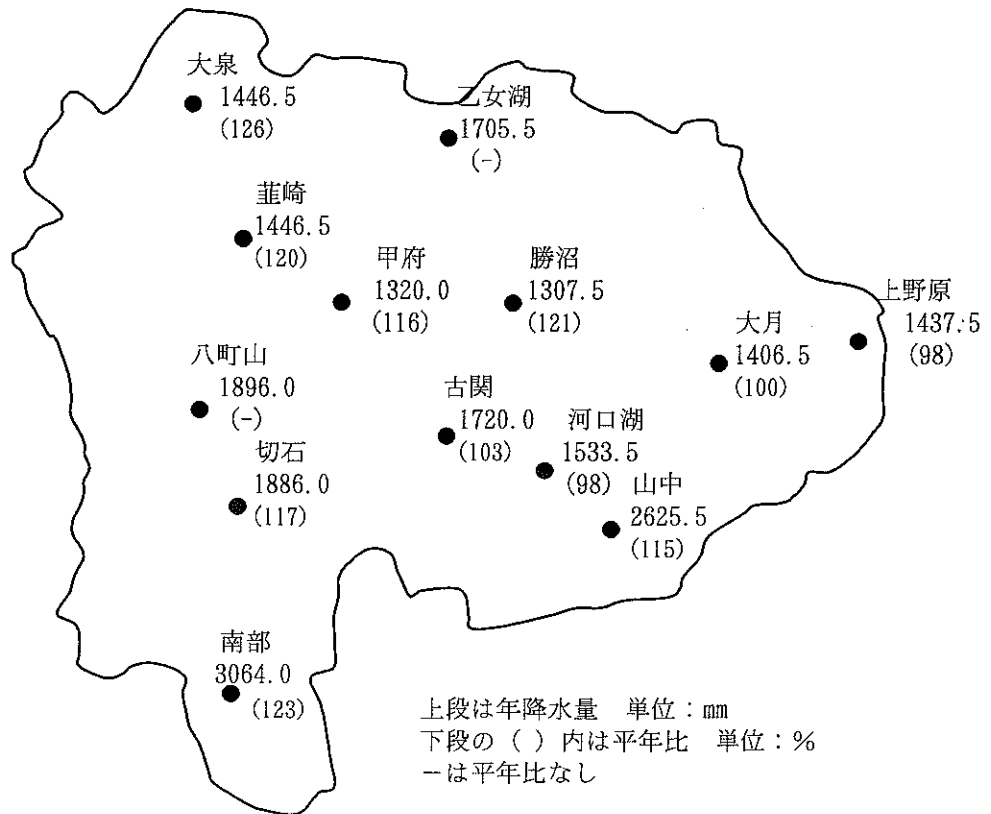 大泉
1446.5
(126)
乙女湖
1705.5
(-)
韮崎
1446.5
(120)
甲府
1320.0
(116)
勝沼
1307.5
(121)
上野原
1437.5
(98)
大月
1406.5
(100)
八町山
1896.0
(-)
古関
1720.0
(103)
河口湖
1533.5
(98)
切石
1886.0
(117)
山中
2625.5
(115)
南部
3064.0
(123)
上段は年降水量　単位：mm
下段の（ ）内は平年比　単位：％
－は平年比なし